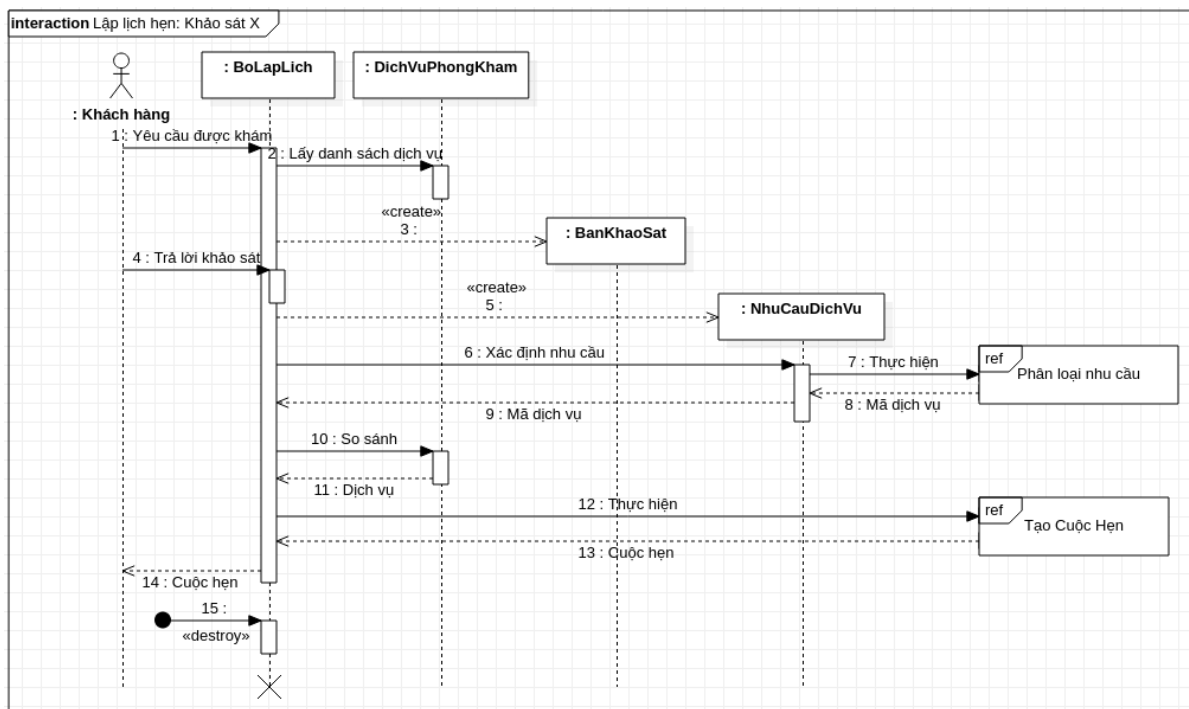 interaction Lập lịch hẹn: Khảo sát X
: BoLapLich
: DichVuPhongKham
: Khách hàng
1 : Yêu cầu được khám
2 : Lấy danh sách dịch vụ
«create»
3 :
: BanKhaoSat
4 : Trả lời khảo sát
«create»
5 :
: NhuCauDichVu
6 : Xác định nhu cầu
7 : Thực hiện
ref
Phân loại nhu cầu
8 : Mã dịch vụ
9 : Mã dịch vụ
10 : So sánh
11 : Dịch vụ
12 : Thực hiện
ref
Tạo Cuộc Hẹn
13 : Cuộc hẹn
14 : Cuộc hẹn
15 :
«destroy»